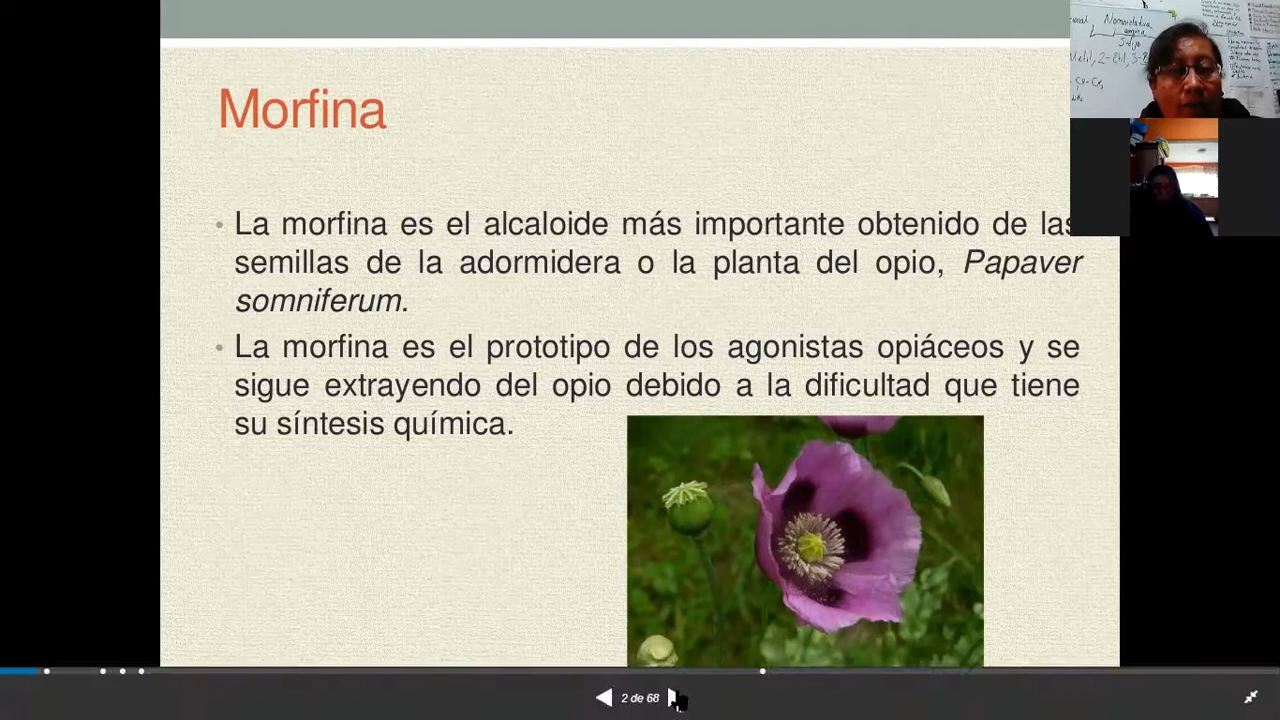 Morfina
• La morfina es el alcaloide más importante obtenido de las
semillas de la adormidera o la planta del opio, Papaver
somniferum.
• La morfina es el prototipo de los agonistas opiáceos y se
sigue extrayendo del opio debido a la dificultad que tiene
su síntesis química.
Nomenclatura
2 de 68